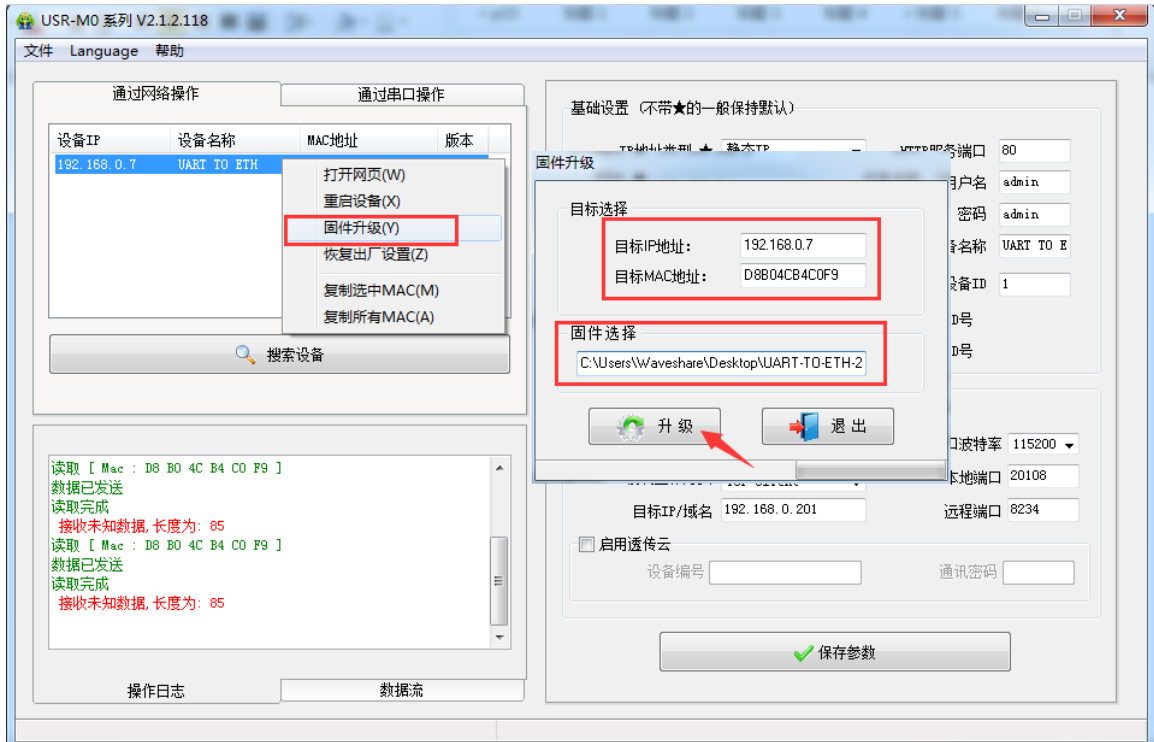 USR-M0 系列 V2.1.2.118
文件 Language 帮助
通过网络操作 通过串口操作
设备IP 设备名称 MAC地址 版本
192.168.0.7 UART TO ETH
打开网页(W)
重启设备(X)
固件升级(Y)
恢复出厂设置(Z)
复制选中MAC(M)
复制所有MAC(A)
搜索设备
读取 [ Mac : D8 B0 4C B4 C0 F9 ]
数据已发送
读取完成
接收未知数据,长度为: 85
读取 [ Mac : D8 B0 4C B4 C0 F9 ]
数据已发送
读取完成
接收未知数据,长度为: 85
操作日志 数据流
基础设置 (不带★的一般保持默认)
IP地址类型 ★ 静态IP HTTP服务端口 80
用户名 admin
密码 admin
备名称 UART TO E
设备ID 1
D号
D号
固件升级
目标选择
目标IP地址: 192.168.0.7
目标MAC地址: D8B04CB4C0F9
固件选择
C:\Users\Waveshare\Desktop\UART-TO-ETH-2
升级 退出
口波特率 115200
本地端口 20108
目标IP/域名 192.168.0.201 远程端口 8234
启用透传云
设备编号 通讯密码
保存参数